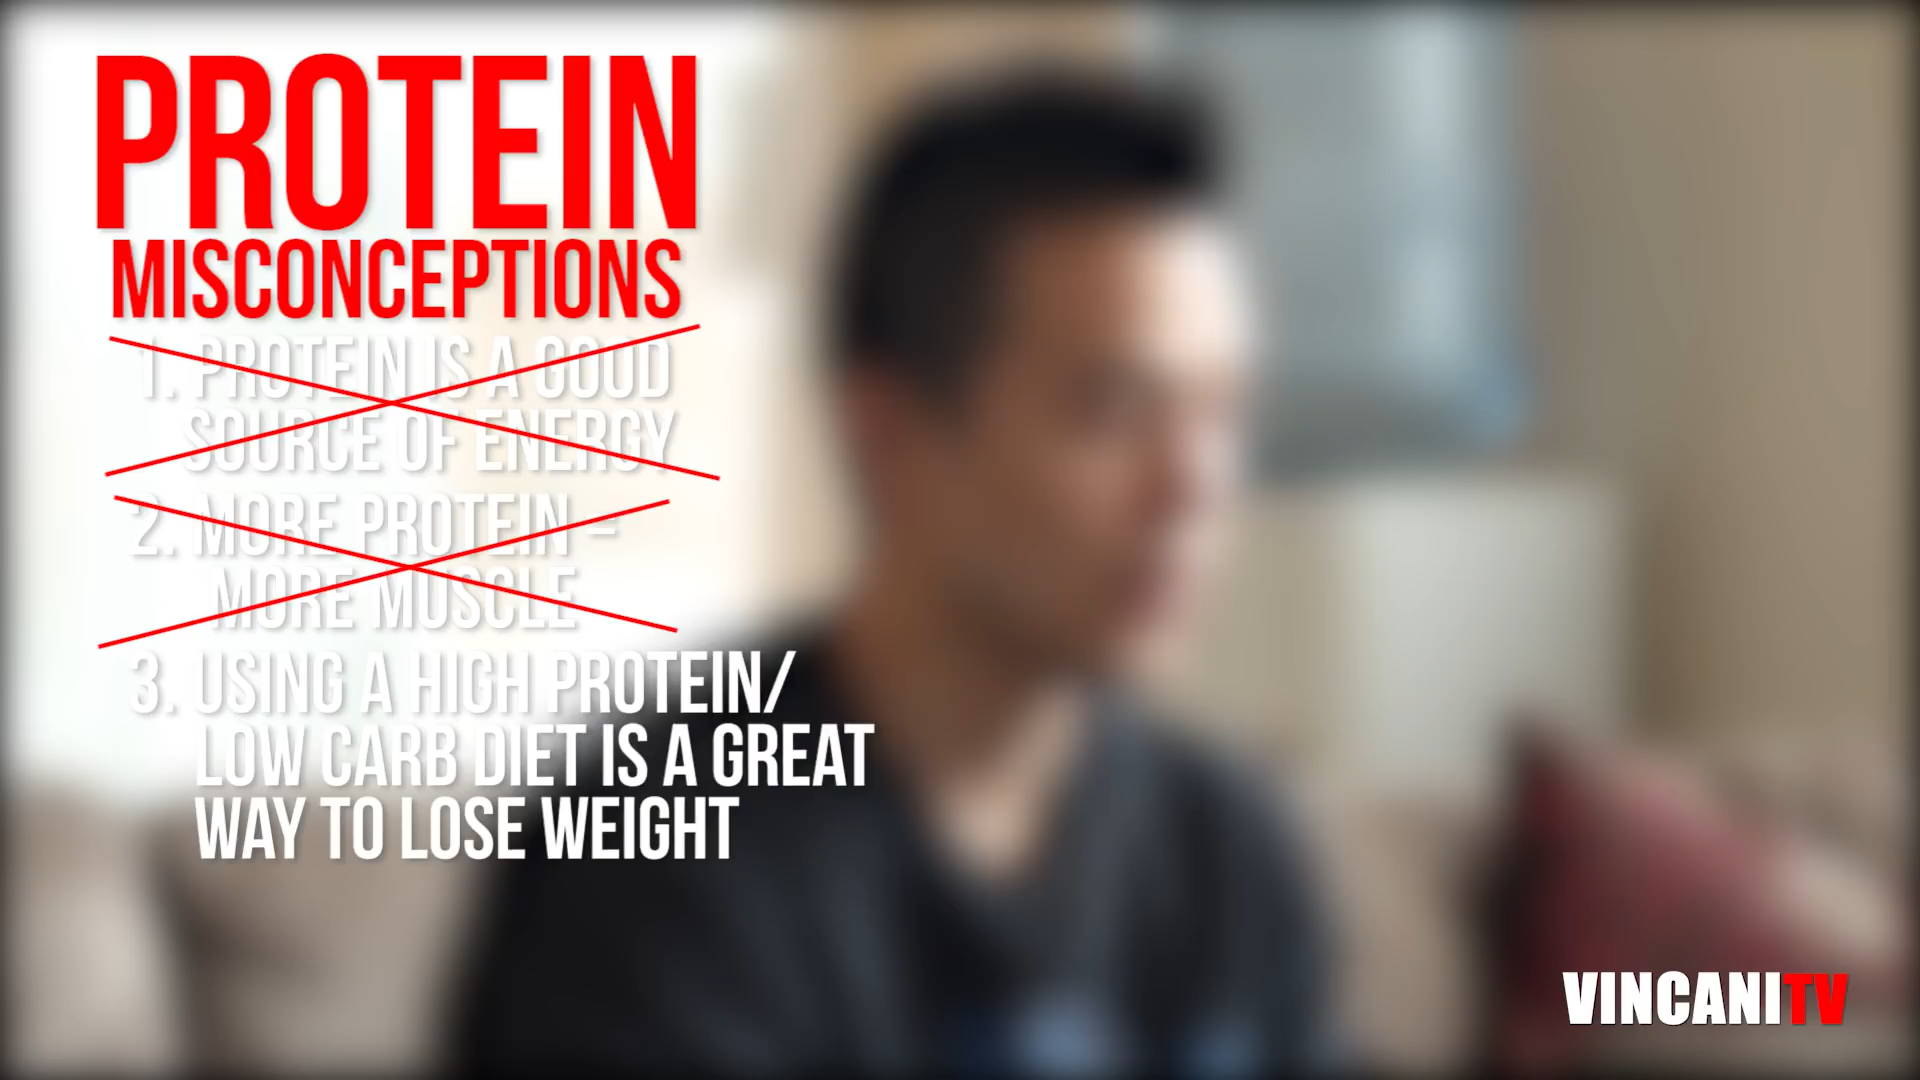 PROTEIN
MISCONCEPTIONS
1. PROTEIN IS A GOOD
SOURCE OF ENERGY
2. MORE PROTEIN –
MORE MUSCLE
3. USING A HIGH PROTEIN/
LOW CARB DIET IS A GREAT
WAY TO LOSE WEIGHT
VINCANITV